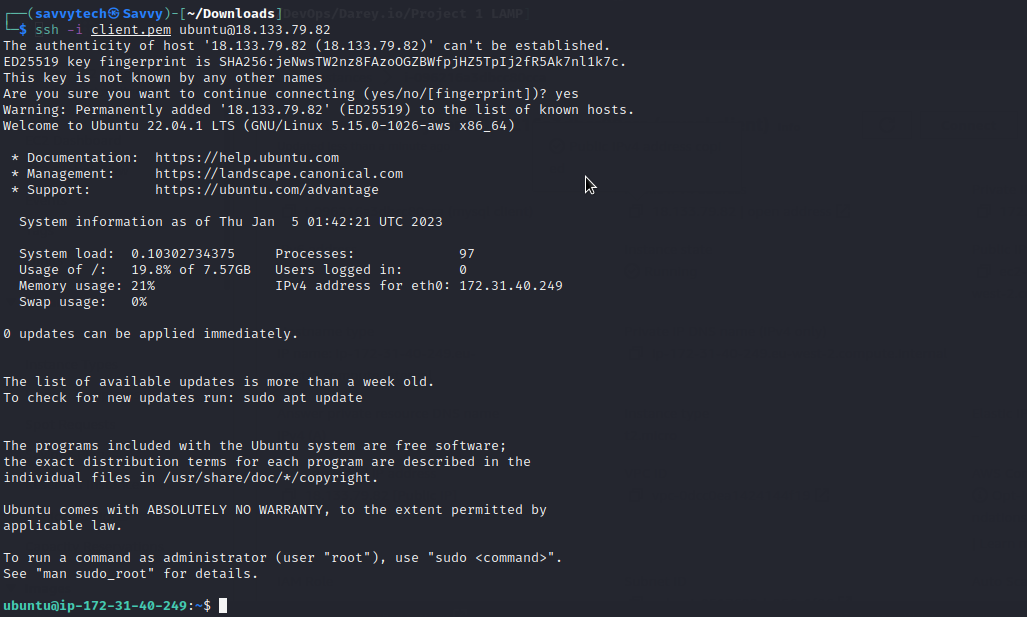 ┌──(savvytech㉿Savvy)-[~/Downloads]DevOps/Darey.io/Project 1 LAMP]
└─$ ssh -i client.pem ubuntu@18.133.79.82
The authenticity of host '18.133.79.82 (18.133.79.82)' can't be established.
ED25519 key fingerprint is SHA256:jeNwsTW2nz8FAzoOGZBWfpjHZ5TpIj2fR5Ak7nl1k7c.
This key is not known by any other names
Are you sure you want to continue connecting (yes/no/[fingerprint])? yes
Warning: Permanently added '18.133.79.82' (ED25519) to the list of known hosts.
Welcome to Ubuntu 22.04.1 LTS (GNU/Linux 5.15.0-1026-aws x86_64)

 * Documentation:  https://help.ubuntu.com
 * Management:     https://landscape.canonical.com
 * Support:        https://ubuntu.com/advantage

  System information as of Thu Jan  5 01:42:21 UTC 2023

  System load:  0.10302734375     Processes:             97
  Usage of /:   19.8% of 7.57GB   Users logged in:       0
  Memory usage: 21%               IPv4 address for eth0: 172.31.40.249
  Swap usage:   0%

0 updates can be applied immediately.

The list of available updates is more than a week old.
To check for new updates run: sudo apt update

The programs included with the Ubuntu system are free software;
the exact distribution terms for each program are described in the
individual files in /usr/share/doc/*/copyright.

Ubuntu comes with ABSOLUTELY NO WARRANTY, to the extent permitted by
applicable law.

To run a command as administrator (user "root"), use "sudo <command>".
See "man sudo_root" for details.

ubuntu@ip-172-31-40-249:~$